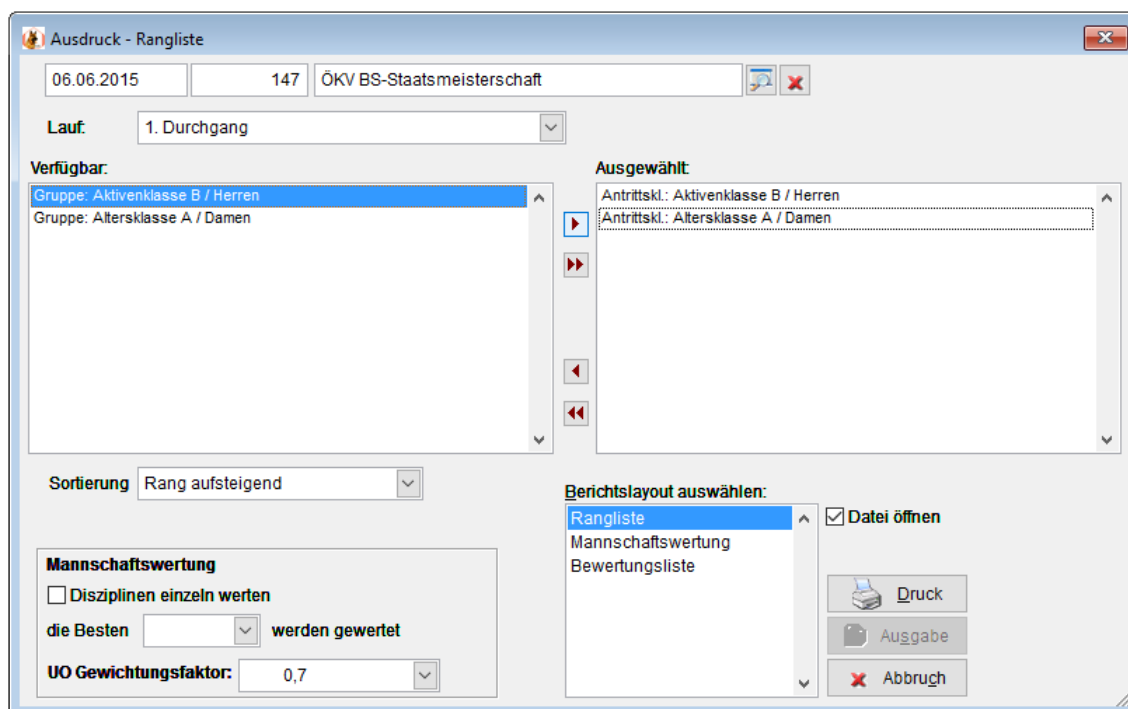 Ausdruck - Rangliste
06.06.2015 147 ÖKV BS-Staatsmeisterschaft
Lauf: 1. Durchgang
Verfügbar:
Gruppe: Aktivenklasse B / Herren
Gruppe: Altersklasse A / Damen
Ausgewählt:
Antrittskl.: Aktivenklasse B / Herren
Antrittskl.: Altersklasse A / Damen
Sortierung Rang aufsteigend
Mannschaftswertung
Disziplinen einzeln werten
die Besten werden gewertet
UO Gewichtungsfaktor: 0,7
Berichtslayout auswählen:
Rangliste
Mannschaftswertung
Bewertungsliste
Datei öffnen
Druck
Ausgabe
Abbruch